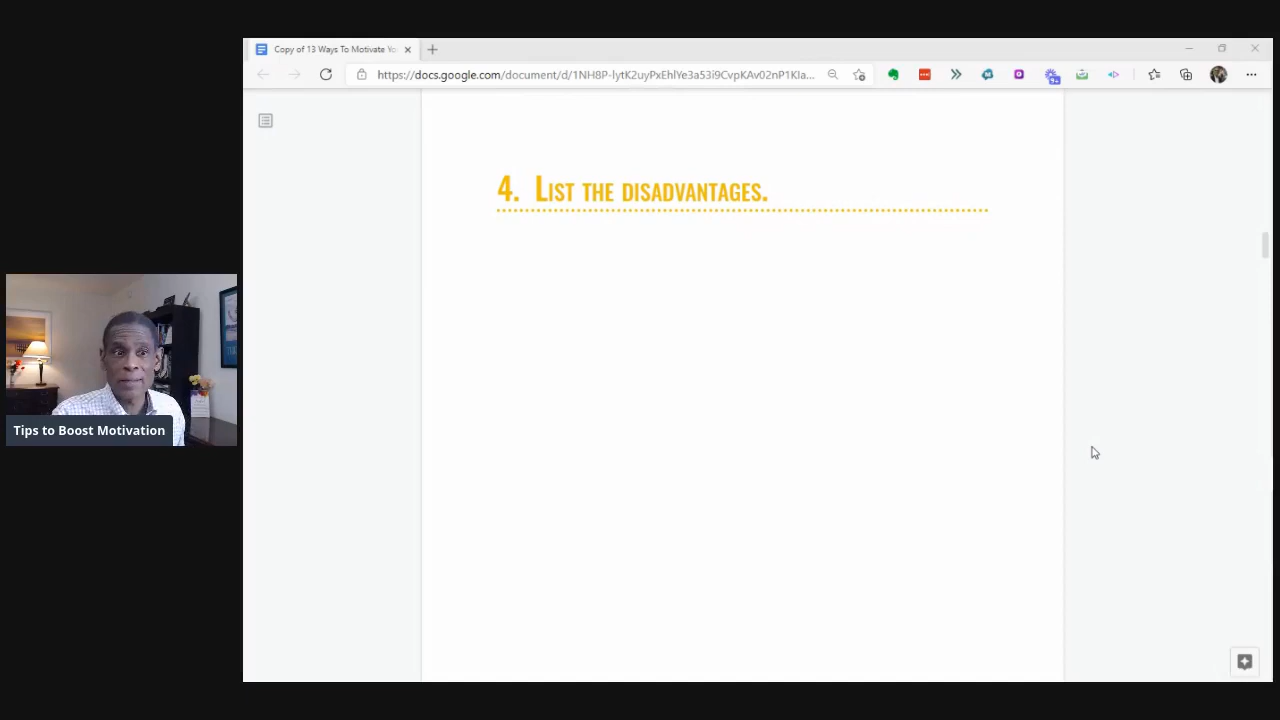 Copy of 13 Ways To Motivate Yo
https://docs.google.com/document/d/1NH8P-lytK2uyPxEhlYe3a53i9CvpKAv02nP1KIa...
4. List the disadvantages.
Tips to Boost Motivation